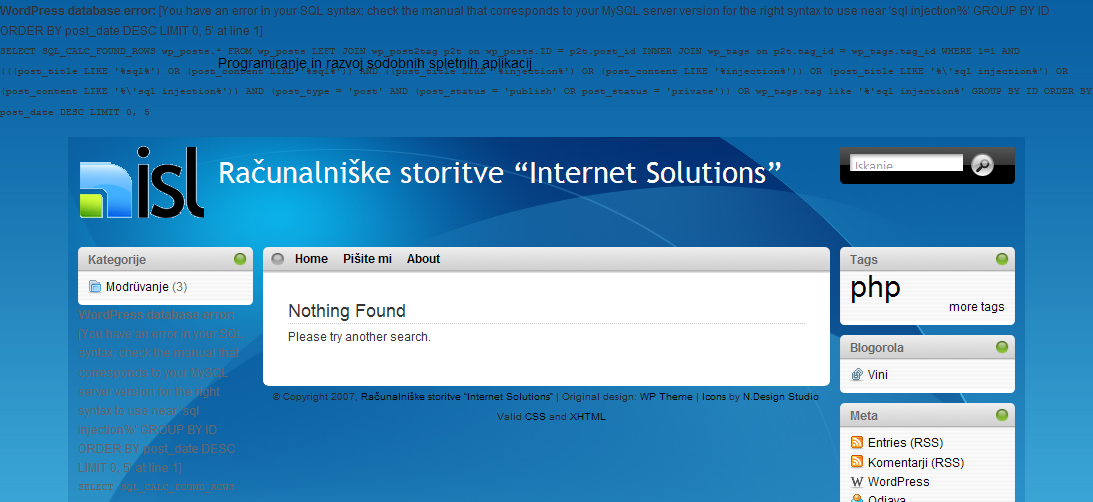 WordPress database error: [You have an error in your SQL syntax; check the manual that corresponds to your MySQL server version for the right syntax to use near 'sql injection%' GROUP BY ID
ORDER BY post_date DESC LIMIT 0, 5' at line 1]
SELECT SQL_CALC_FOUND_ROWS wp_posts.* FROM wp_posts LEFT JOIN wp_post2tag p2t on wp_posts.ID = p2t.post_id INNER JOIN wp_tags on p2t.tag_id = wp_tags.tag_id WHERE 1=1 AND
Programiranje in razvoj sodobnih spletnih aplikacij
(((post_title LIKE '%sql%') OR (post_content LIKE '%sql%')) AND ((post_title LIKE '%injection%') OR (post_content LIKE '%injection%')) OR (post_title LIKE '%\'sql injection%') OR
(post_content LIKE '%\'sql injection%')) AND (post_type = 'post' AND (post_status = 'publish' OR post_status = 'private')) OR wp_tags.tag like '%'sql injection%' GROUP BY ID ORDER BY
post_date DESC LIMIT 0, 5
isl
Računalniške storitve “Internet Solutions”
Iskanje
Kategorije
Modrüvanje (3)
WordPress database error:
[You have an error in your SQL
syntax; check the manual that
corresponds to your MySQL
server version for the right
syntax to use near 'sql
injection%' GROUP BY ID
ORDER BY post_date DESC
LIMIT 0, 5' at line 1]
SELECT SQL_CALC_FOUND_ROWS
Home Pišite mi About
Nothing Found
Please try another search.
© Copyright 2007, Računalniške storitve “Internet Solutions” | Original design: WP Theme | Icons by N.Design Studio
Valid CSS and XHTML
Tags
php
more tags
Blogorola
Vini
Meta
Entries (RSS)
Komentarji (RSS)
WordPress
Odjava